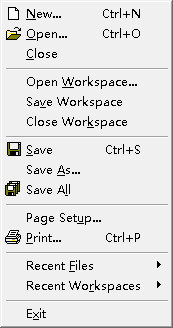 New... Ctrl+N
Open... Ctrl+O
Close
Open Workspace...
Save Workspace
Close Workspace
Save Ctrl+S
Save As...
Save All
Page Setup...
Print... Ctrl+P
Recent Files
Recent Workspaces
Exit